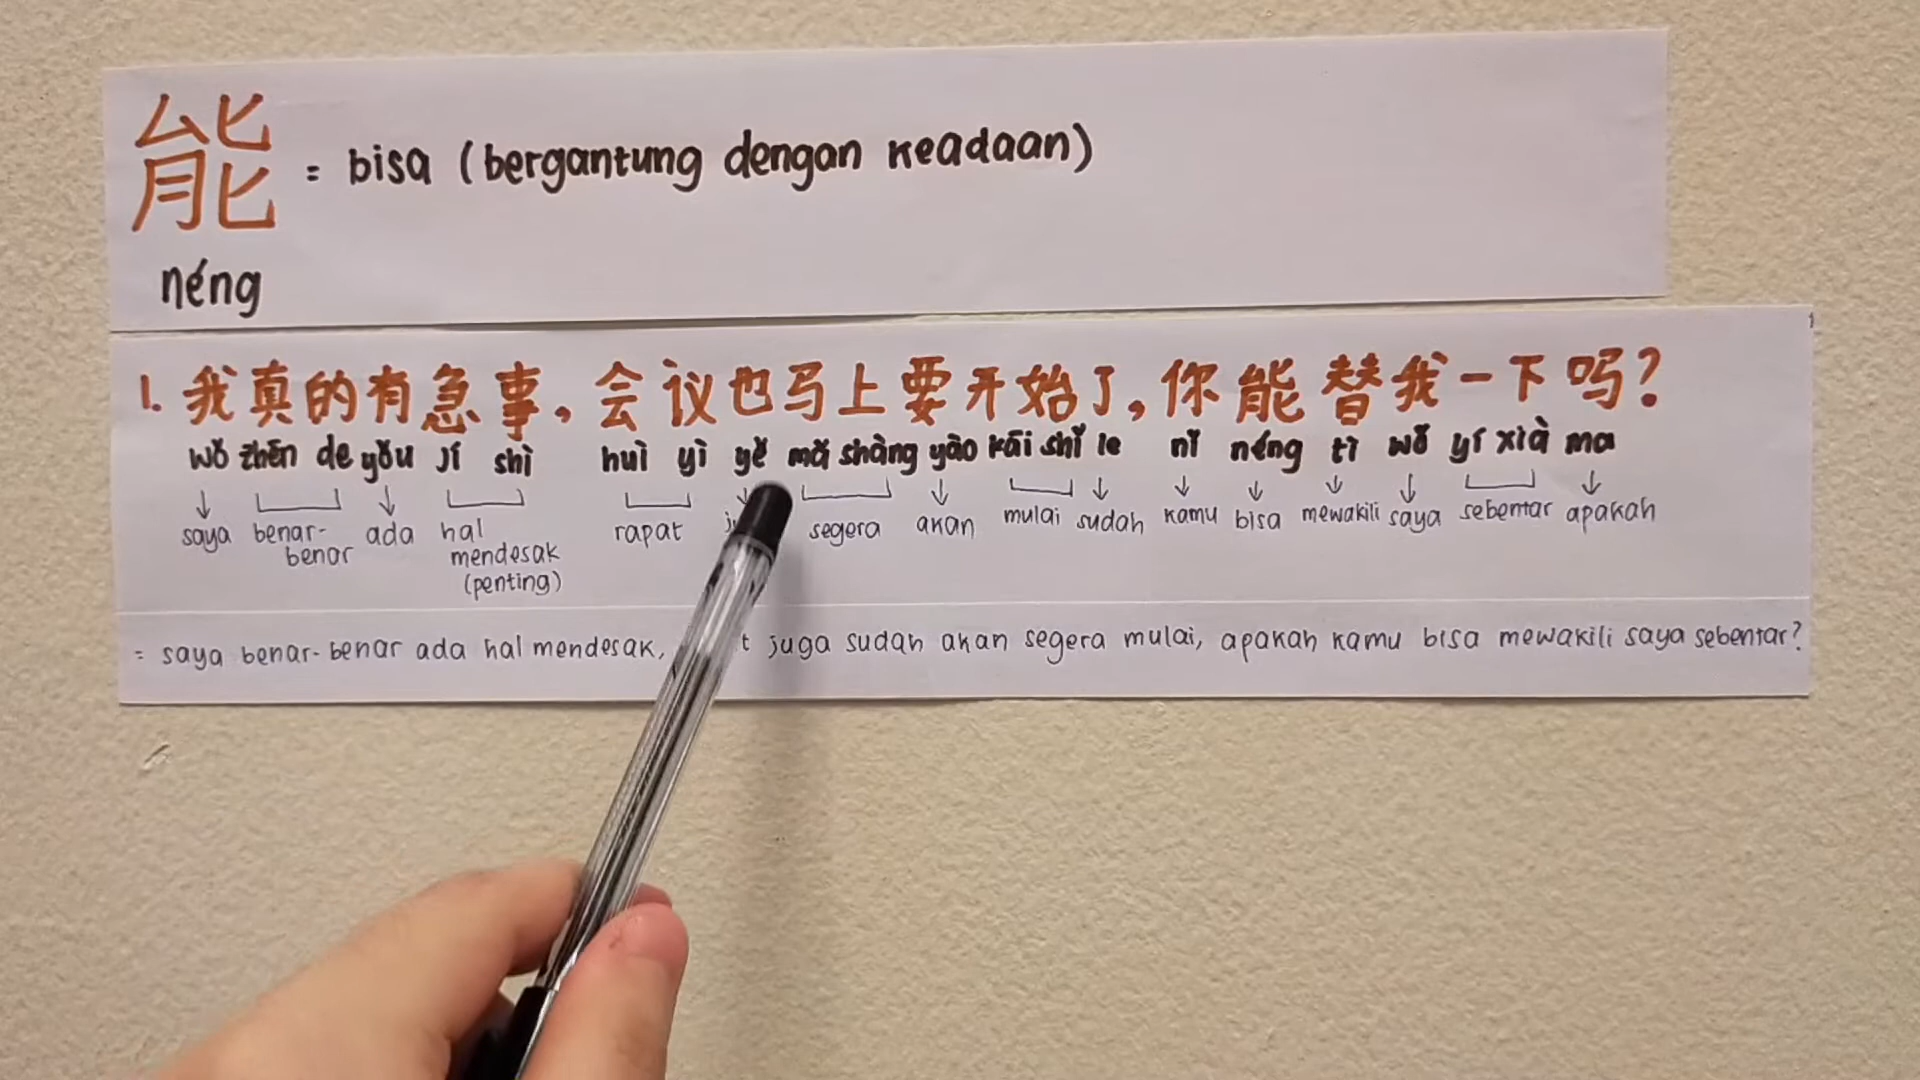 能 = bisa (bergantung dengan keadaan)
néng
1. 我真的有急事, 会议也马上要开始了, 你能替我一下吗?
wǒ zhēn de yǒu jí shì huì yì yě mǎ shàng yào kāi shǐ le nǐ néng tì wǒ yí xià ma
saya benar-benar ada hal mendesak (penting) rapat segera akan mulai sudah kamu bisa mewakili saya sebentar apakah
= saya benar-benar ada hal mendesak, juga sudah akan segera mulai, apakah kamu bisa mewakili saya sebentar?